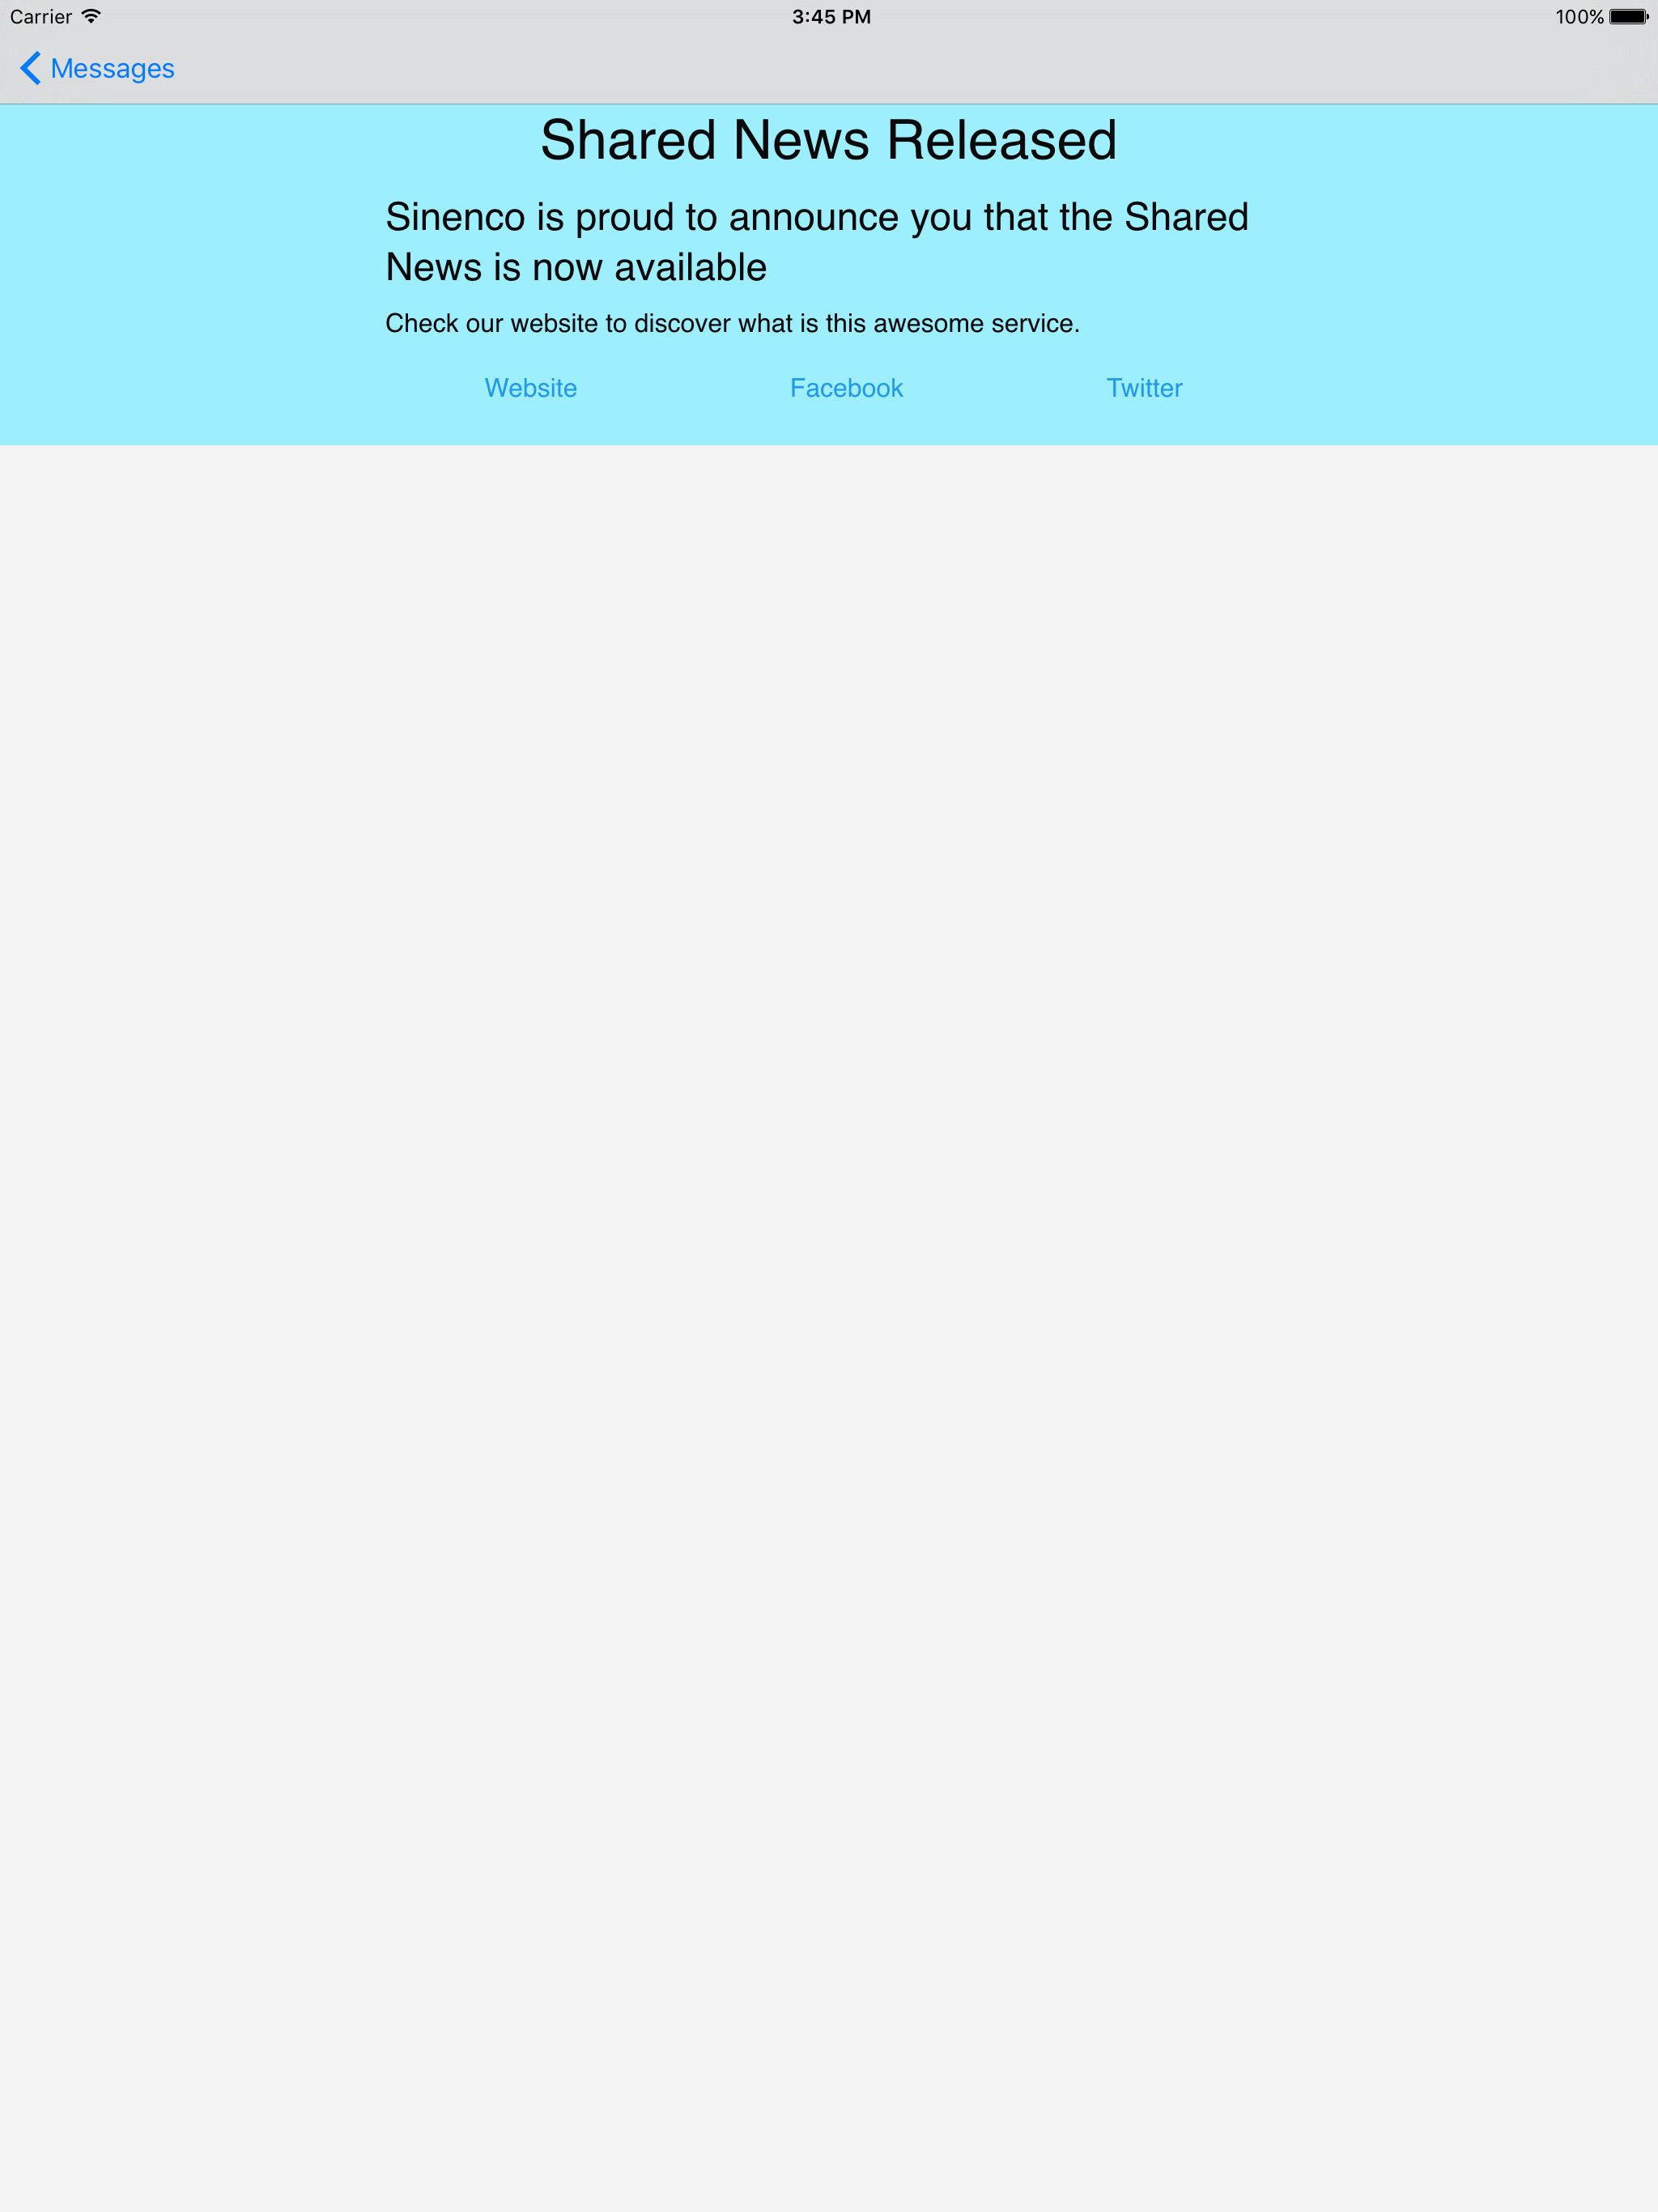 Carrier 3:45 PM 100%
Messages
Shared News Released
Sinenco is proud to announce you that the Shared
News is now available
Check our website to discover what is this awesome service.
Website Facebook Twitter